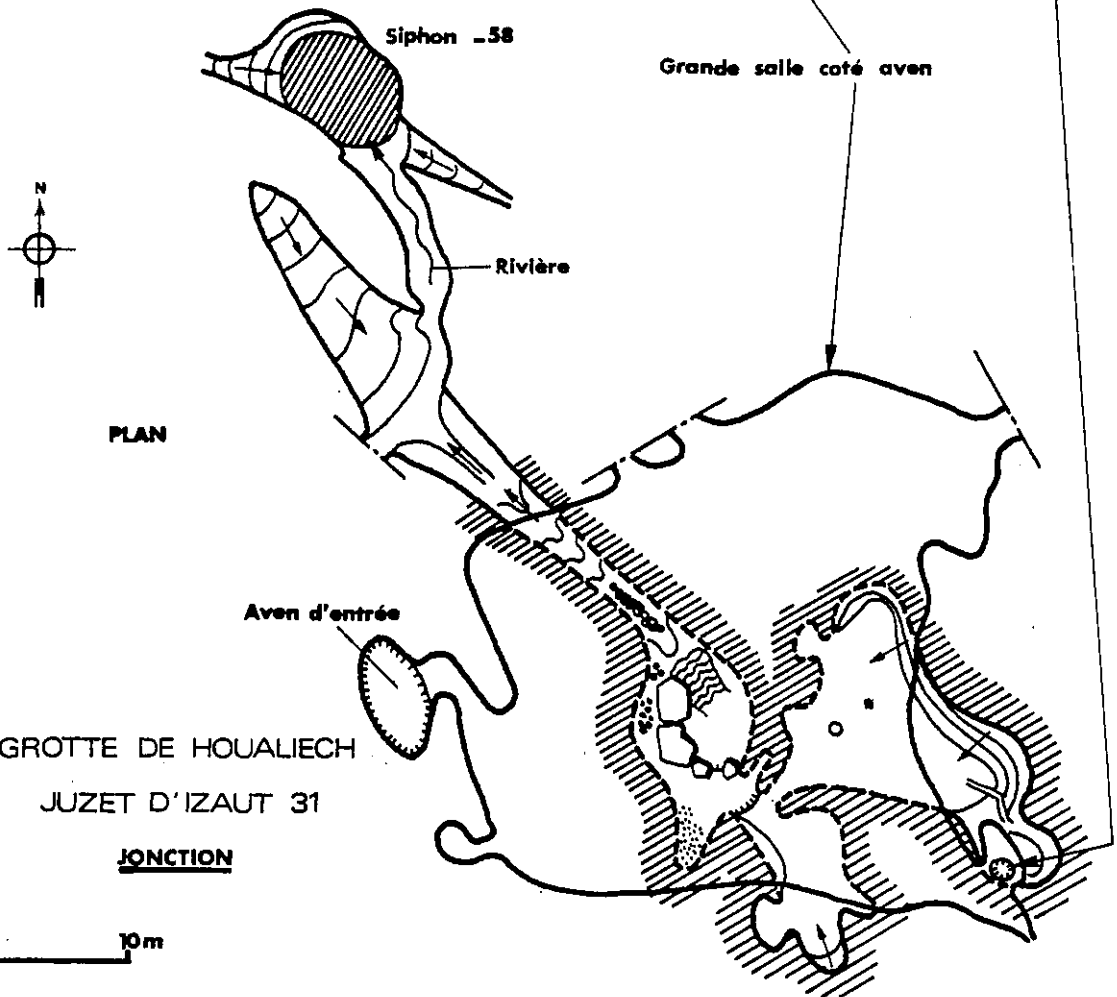 Siphon -58
Grande salle coté aven
N
Rivière
PLAN
Aven d'entrée
GROTTE DE HOUALIECH
JUZET D'IZAUT 31
JONCTION
10m